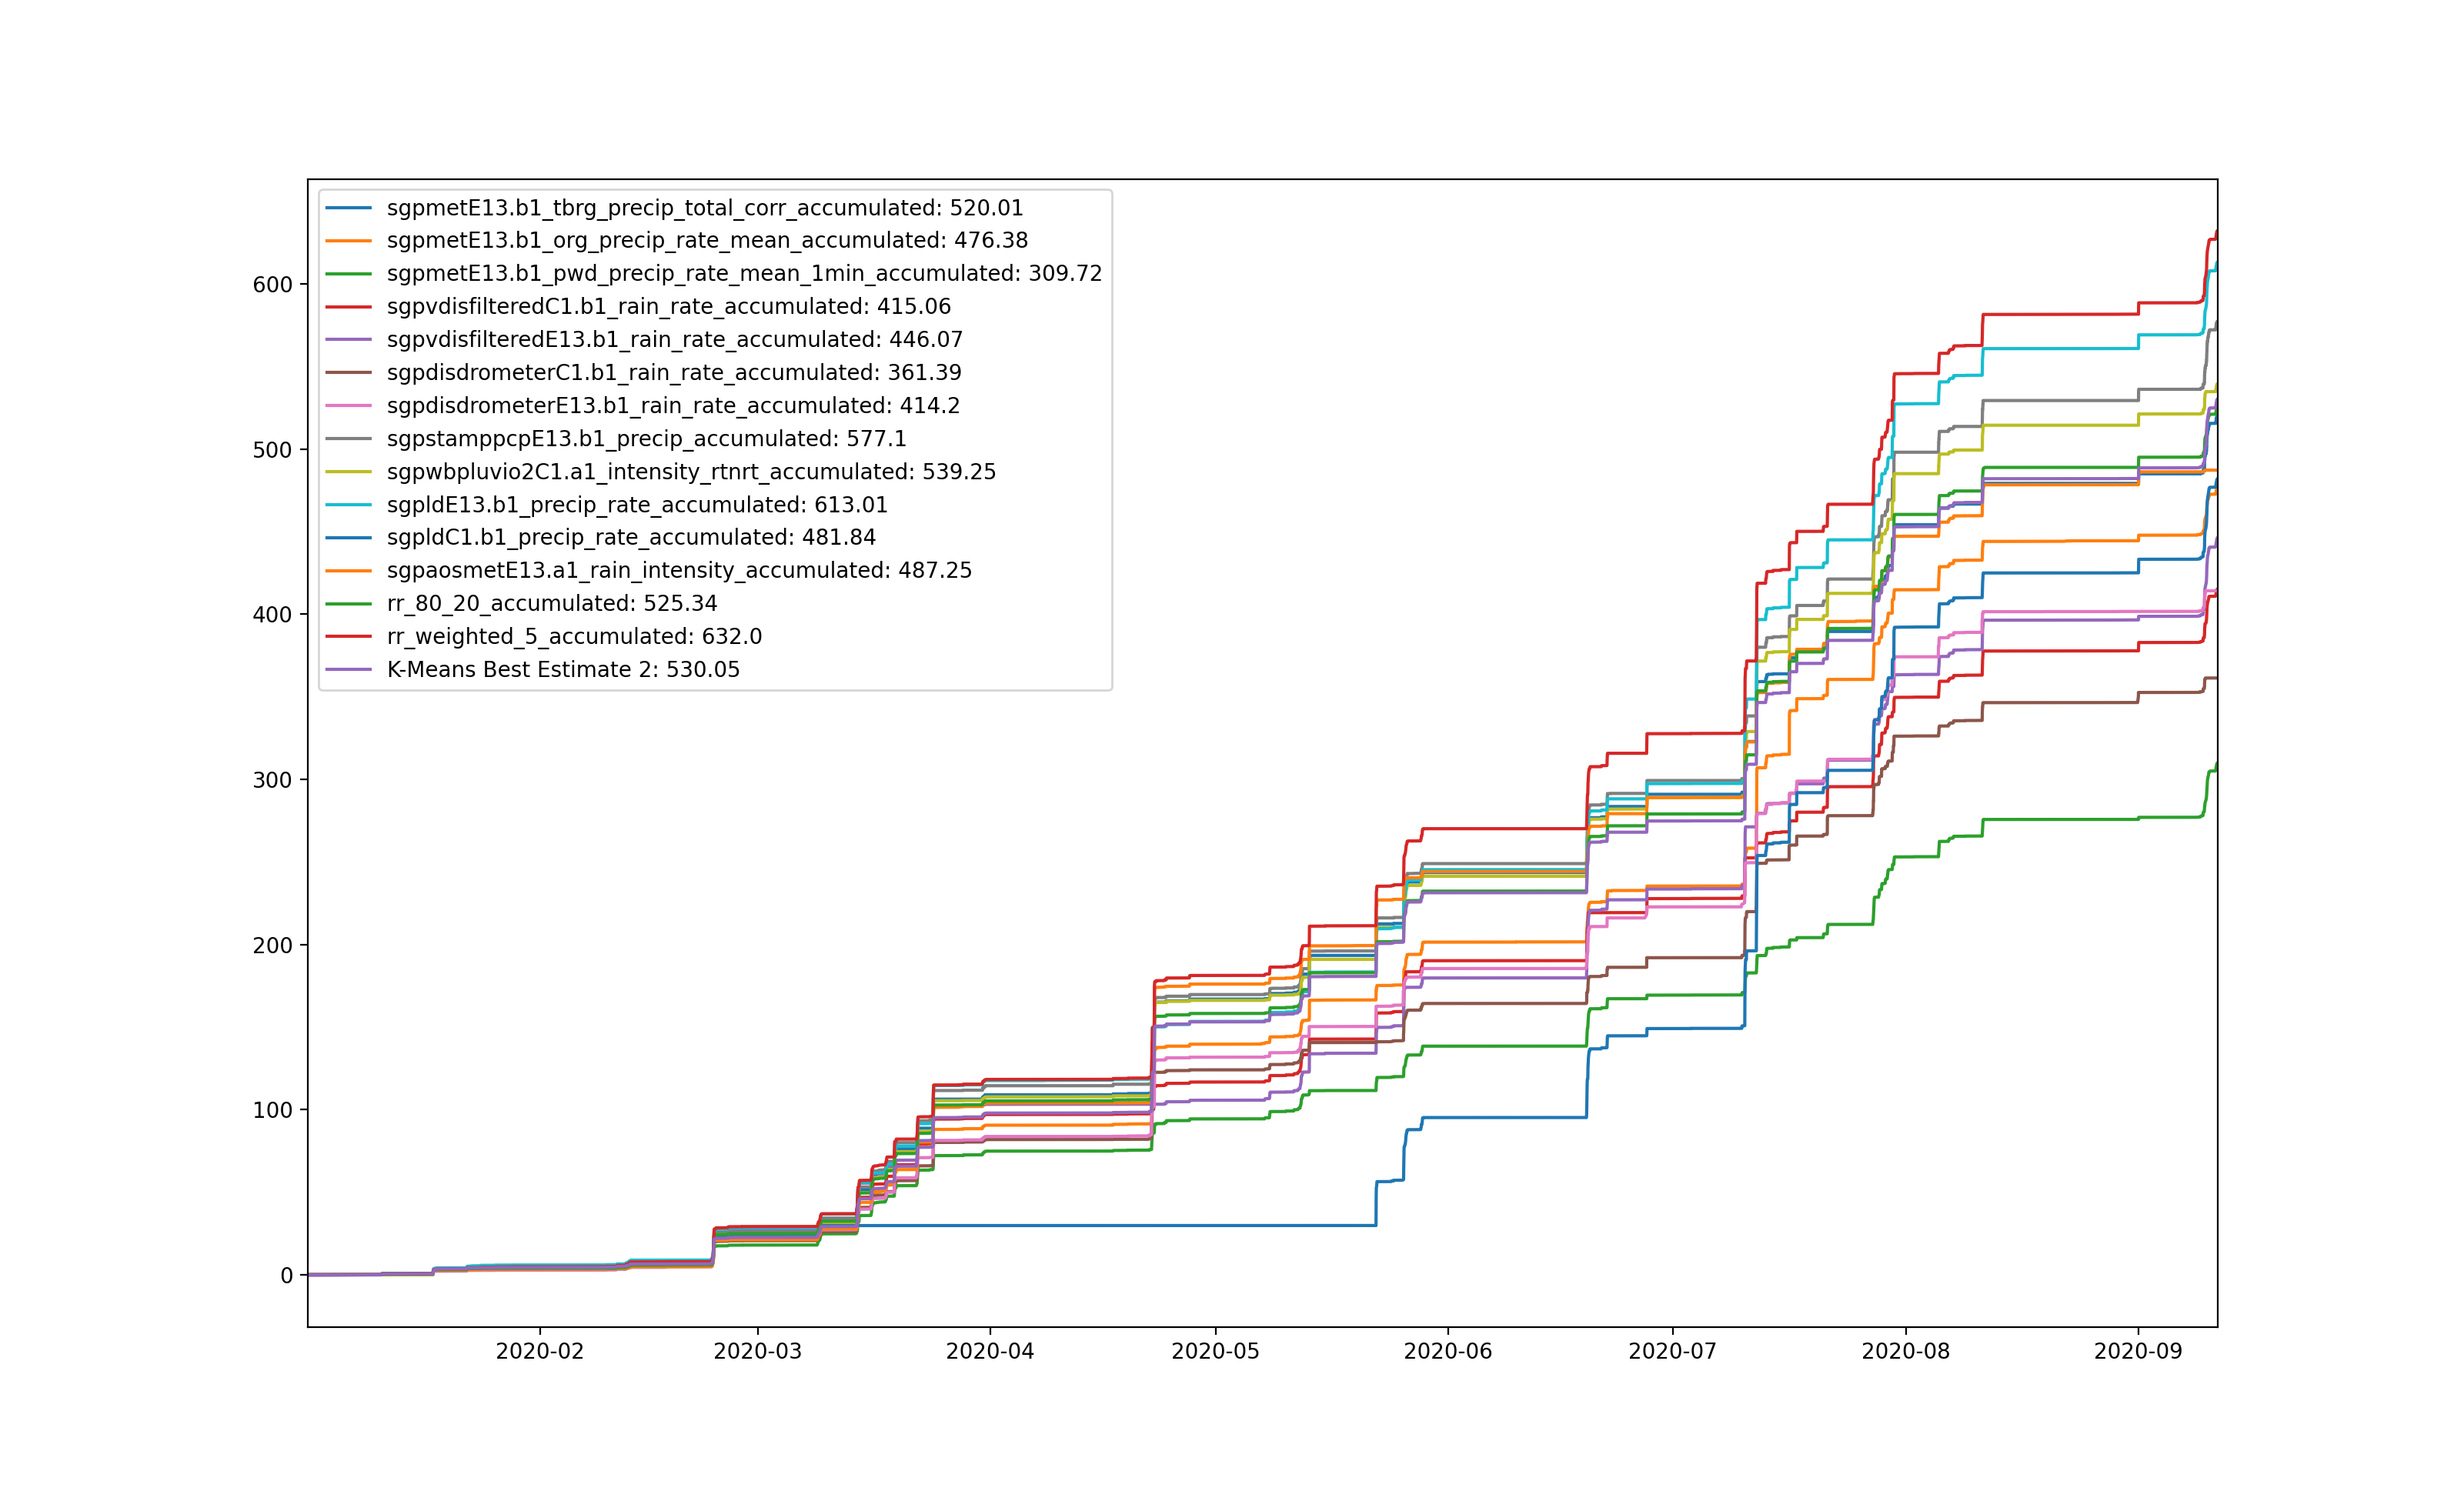 sgpmetE13.b1_tbrg_precip_total_corr_accumulated: 520.01
sgpmetE13.b1_org_precip_rate_mean_accumulated: 476.38
sgpmetE13.b1_pwd_precip_rate_mean_1min_accumulated: 309.72
sgpvdisfilteredC1.b1_rain_rate_accumulated: 415.06
sgpvdisfilteredE13.b1_rain_rate_accumulated: 446.07
sgpdisdrometerC1.b1_rain_rate_accumulated: 361.39
sgpdisdrometerE13.b1_rain_rate_accumulated: 414.2
sgpstamppcpE13.b1_precip_accumulated: 577.1
sgpwbpluvio2C1.a1_intensity_rtnrt_accumulated: 539.25
sgpldE13.b1_precip_rate_accumulated: 613.01
sgpldC1.b1_precip_rate_accumulated: 481.84
sgpaosmetE13.a1_rain_intensity_accumulated: 487.25
rr_80_20_accumulated: 525.34
rr_weighted_5_accumulated: 632.0
K-Means Best Estimate 2: 530.05
600
500
400
300
200
100
0
2020-02 2020-03 2020-04 2020-05 2020-06 2020-07 2020-08 2020-09